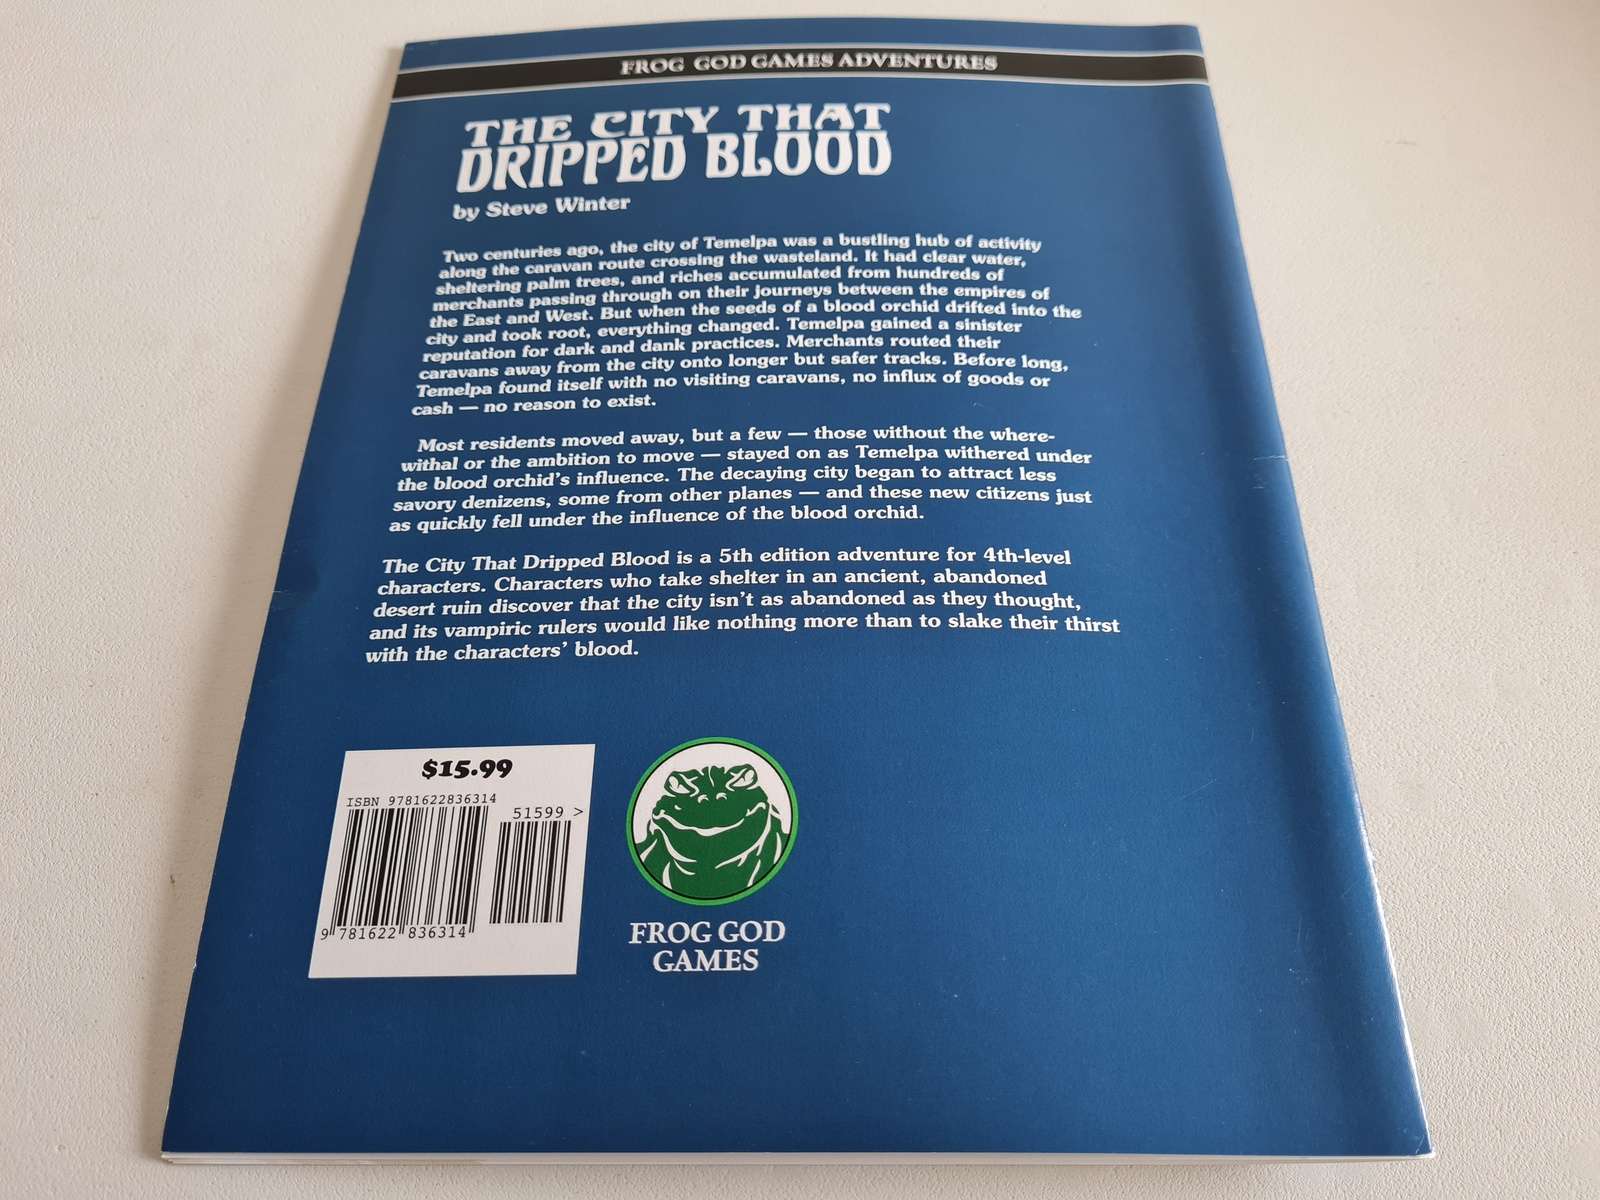 FROG GOD GAMES ADVENTURES
THE CITY THAT
DRIPPED BLOOD
by Steve Winter
Two centuries ago, the city of Temelpa was a bustling hub of activity
along the caravan route crossing the wasteland. It had clear water,
sheltering palm trees, and riches accumulated from hundreds of
merchants passing through on their journeys between the empires of
the East and West. But when the seeds of a blood orchid drifted into the
city and took root, everything changed. Temelpa gained a sinister
reputation for dark and dank practices. Merchants routed their
caravans away from the city onto longer but safer tracks. Before long,
Temelpa found itself with no visiting caravans, no influx of goods or
cash — no reason to exist.
Most residents moved away, but a few — those without the where-
withal or the ambition to move — stayed on as Temelpa withered under
the blood orchid's influence. The decaying city began to attract less
savory denizens, some from other planes — and these new citizens just
as quickly fell under the influence of the blood orchid.
The City That Dripped Blood is a 5th edition adventure for 4th-level
characters. Characters who take shelter in an ancient, abandoned
desert ruin discover that the city isn't as abandoned as they thought,
and its vampiric rulers would like nothing more than to slake their thirst
with the characters' blood.
$15.99
ISBN 9781622836314
51599 >
9 781622 836314
FROG GOD
GAMES